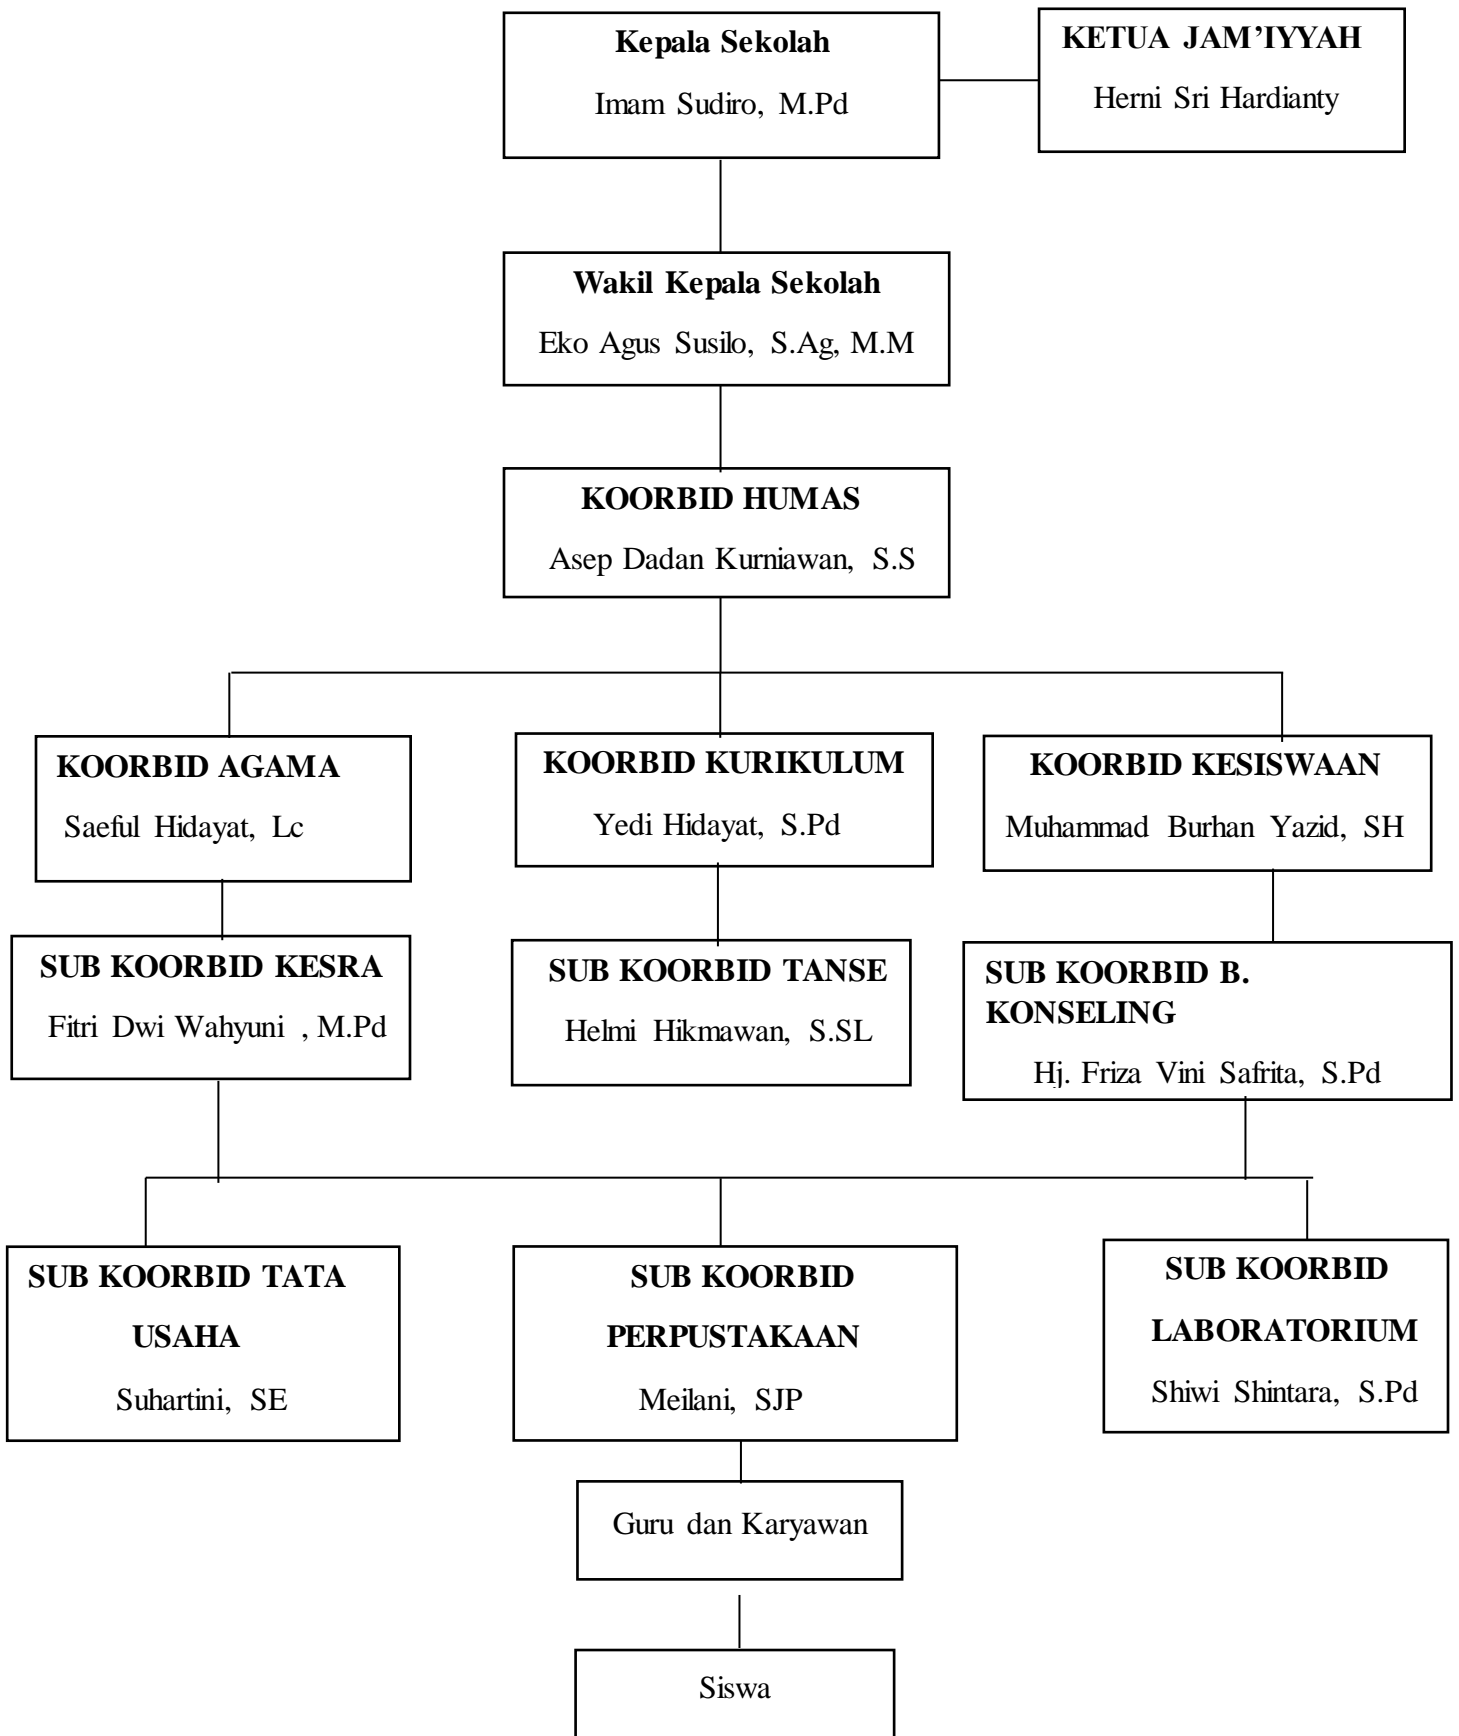 Kepala Sekolah
Imam Sudiro, M.Pd
KETUA JAM’IYYAH
Herni Sri Hardianty
Wakil Kepala Sekolah
Eko Agus Susilo, S.Ag, M.M
KOORBID HUMAS
Asep Dadan Kurniawan, S.S
KOORBID AGAMA
Saeful Hidayat, Lc
KOORBID KURIKULUM
Yedi Hidayat, S.Pd
KOORBID KESISWAAN
Muhammad Burhan Yazid, SH
SUB KOORBID KESRA
Fitri Dwi Wahyuni , M.Pd
SUB KOORBID TANSE
Helmi Hikmawan, S.SL
SUB KOORBID B.
KONSELING
Hj. Friza Vini Safrita, S.Pd
SUB KOORBID TATA
USAHA
Suhartini, SE
SUB KOORBID
PERPUSTAKAAN
Meilani, SJP
SUB KOORBID
LABORATORIUM
Shiwi Shintara, S.Pd
Guru dan Karyawan
Siswa